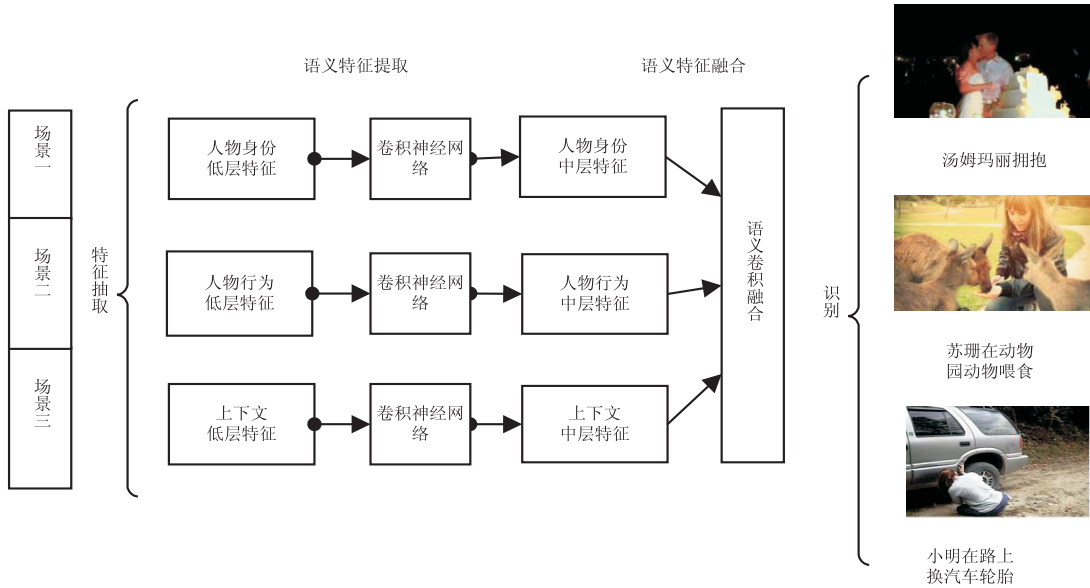 语义特征提取
语义特征融合
场景一
场景二
场景三
特征抽取
人物身份
低层特征
卷积神经网
络
人物身份
中层特征
人物行为
低层特征
卷积神经网
络
人物行为
中层特征
上下文
低层特征
卷积神经网
络
上下文
中层特征
语义卷积融合
识别
汤姆玛丽拥抱
苏珊在动物
园动物喂食
小明在路上
换汽车轮胎